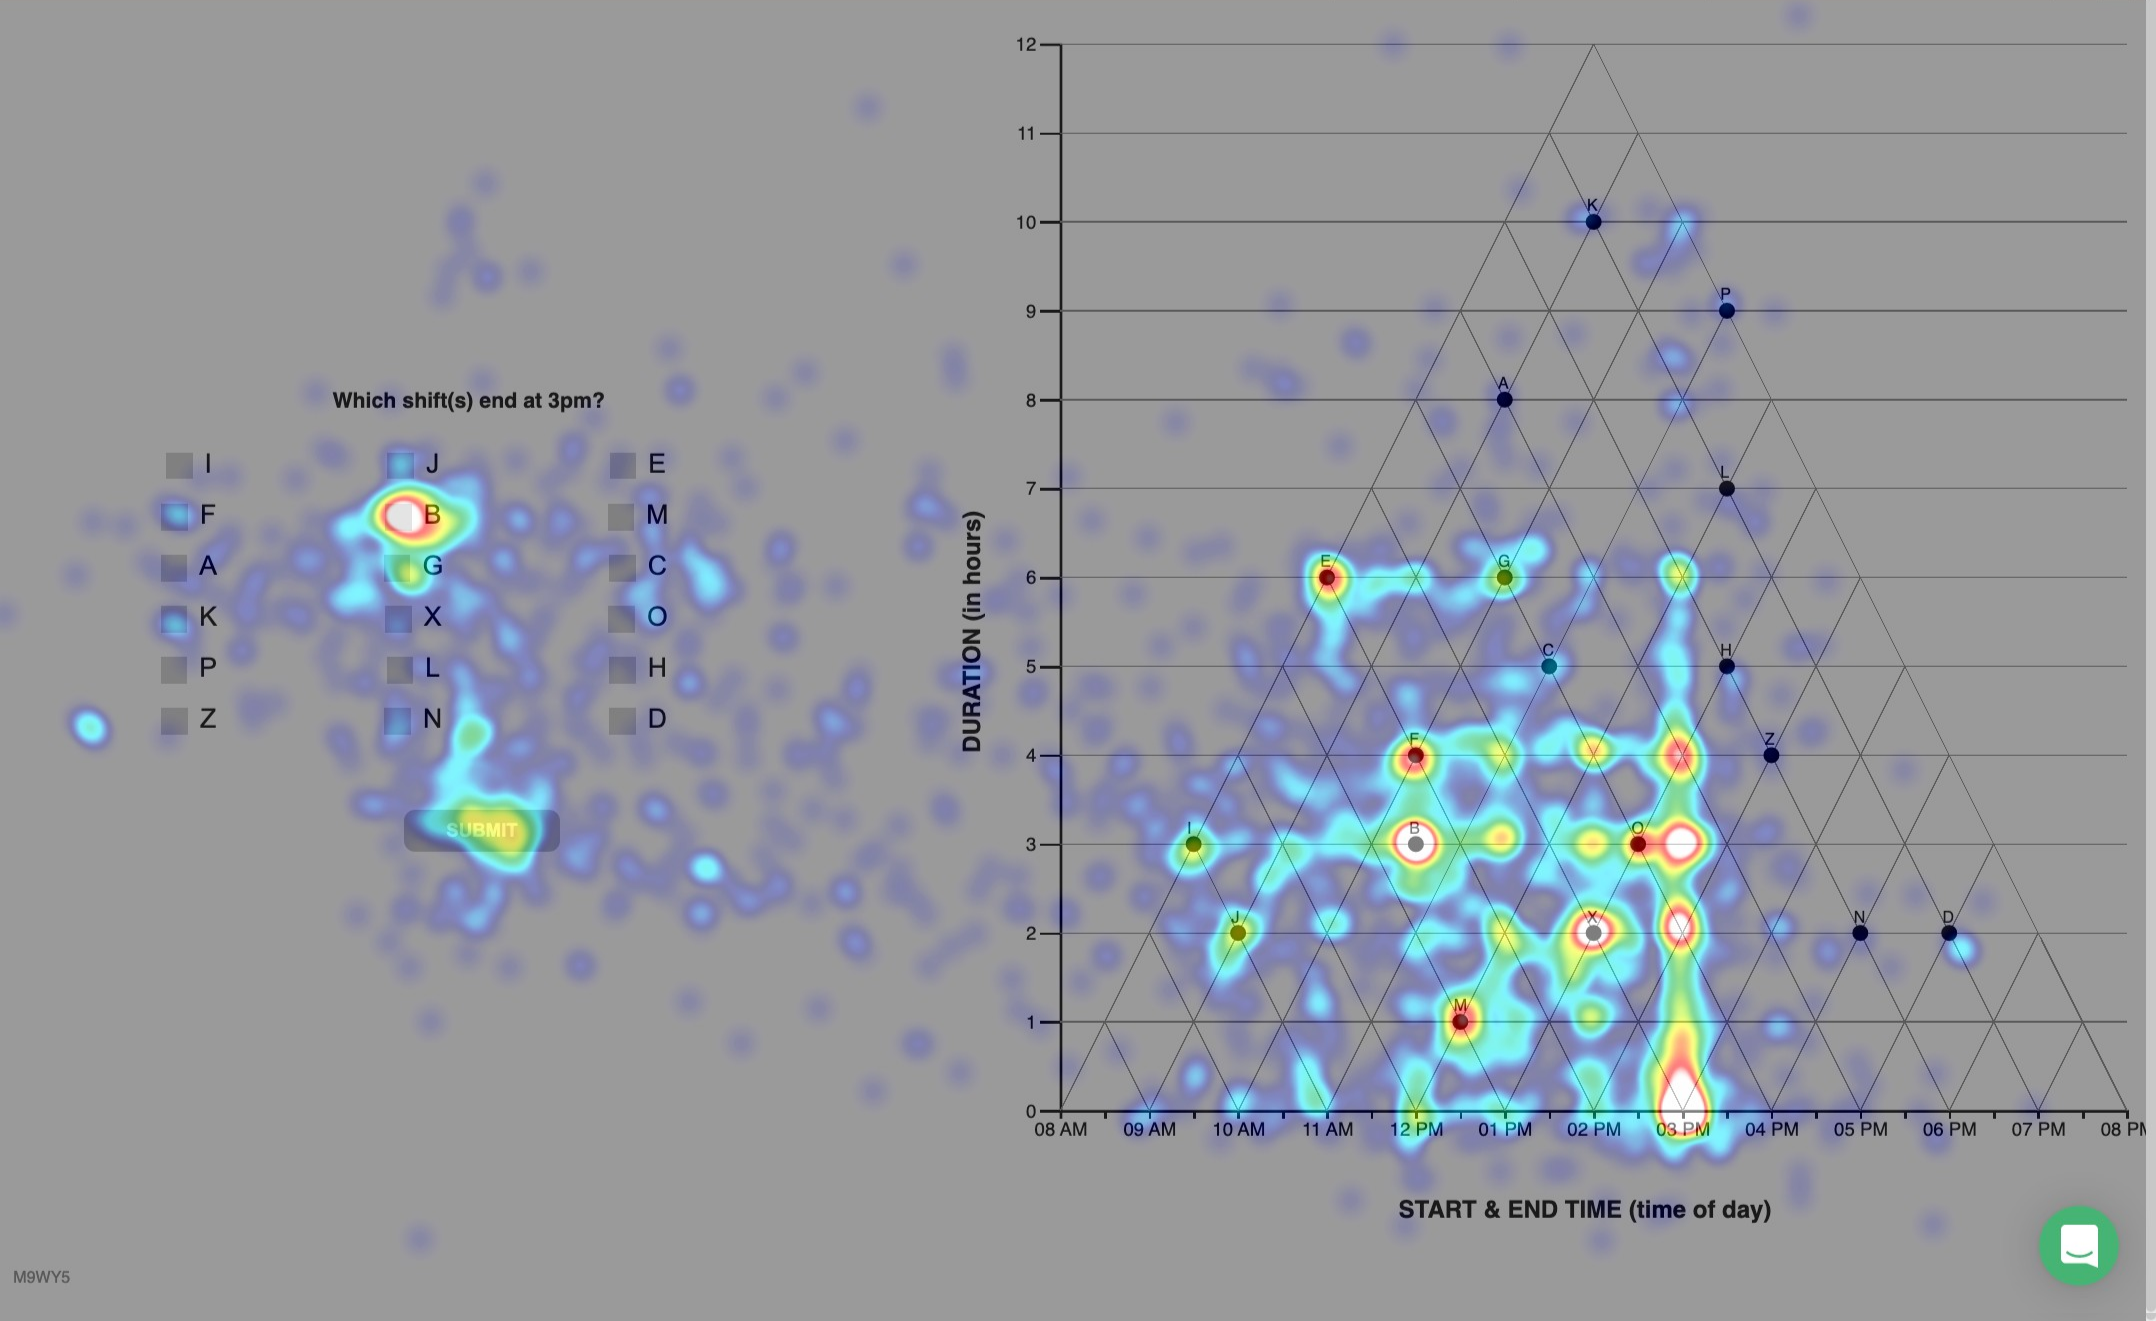 Which shift(s) end at 3pm?
I J E
F B M
A G C
K X O
P L H
Z N D
SUBMIT
M9WY5
DURATION (in hours)
12
11
10
9
8
7
6
5
4
3
2
1
0
K
P
A
L
E G
C H
F Z
I B O
J X N D
M
08 AM 09 AM 10 AM 11 AM 12 PM 01 PM 02 PM 03 PM 04 PM 05 PM 06 PM 07 PM 08 PM
START & END TIME (time of day)